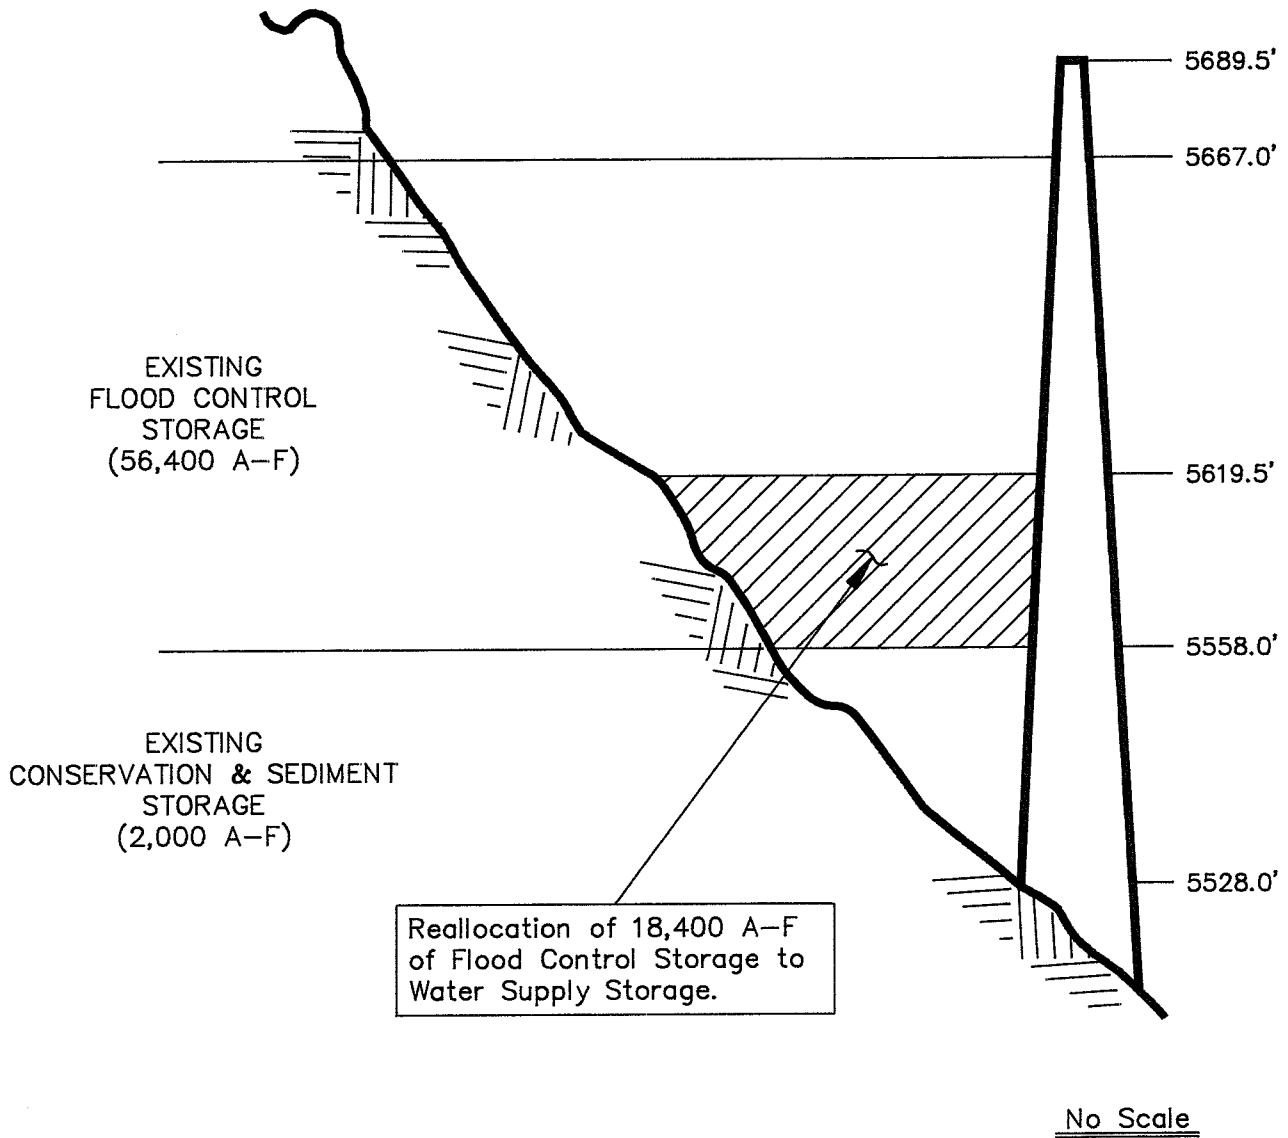 5689.5'
5667.0'
EXISTING
FLOOD CONTROL
STORAGE
(56,400 A-F)
5619.5'
5558.0'
EXISTING
CONSERVATION & SEDIMENT
STORAGE
(2,000 A-F)
5528.0'
Reallocation of 18,400 A-F
of Flood Control Storage to
Water Supply Storage.
No Scale